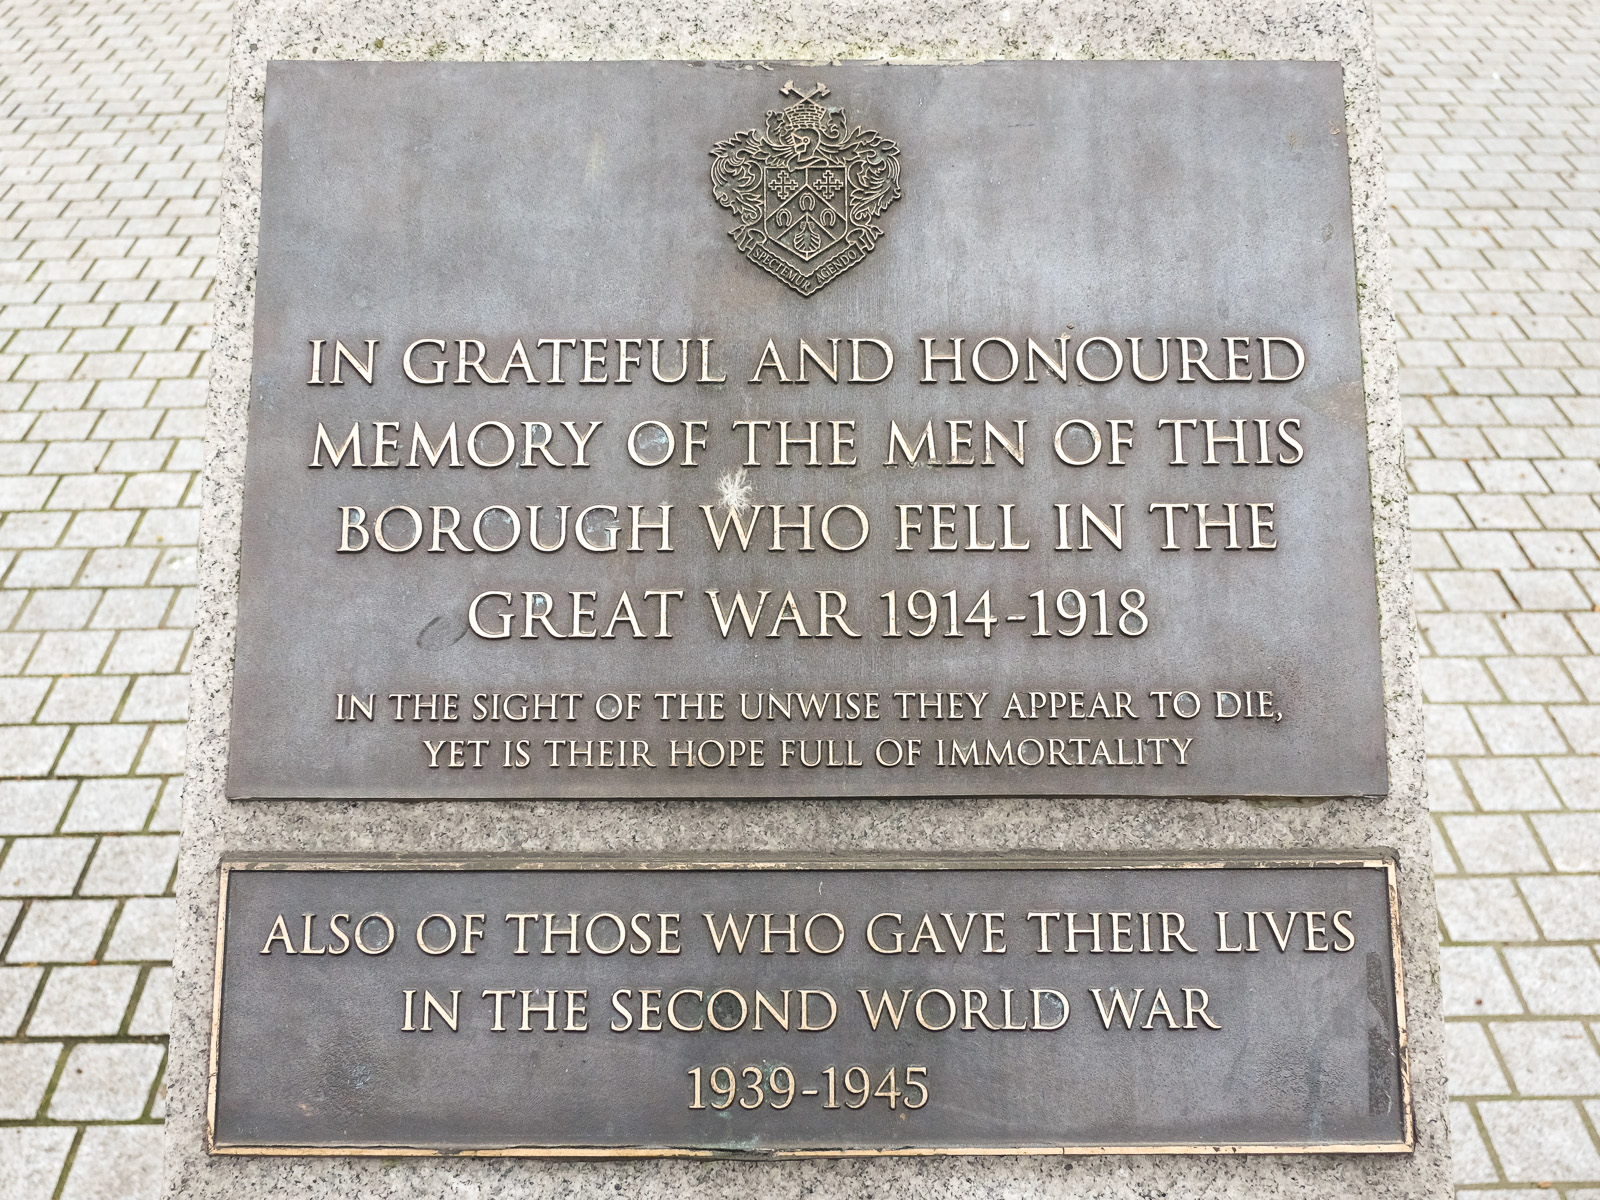 SPECTEMUR AGENDO
IN GRATEFUL AND HONOURED
MEMORY OF THE MEN OF THIS
BOROUGH WHO FELL IN THE
GREAT WAR 1914-1918
IN THE SIGHT OF THE UNWISE THEY APPEAR TO DIE,
YET IS THEIR HOPE FULL OF IMMORTALITY
ALSO OF THOSE WHO GAVE THEIR LIVES
IN THE SECOND WORLD WAR
1939-1945